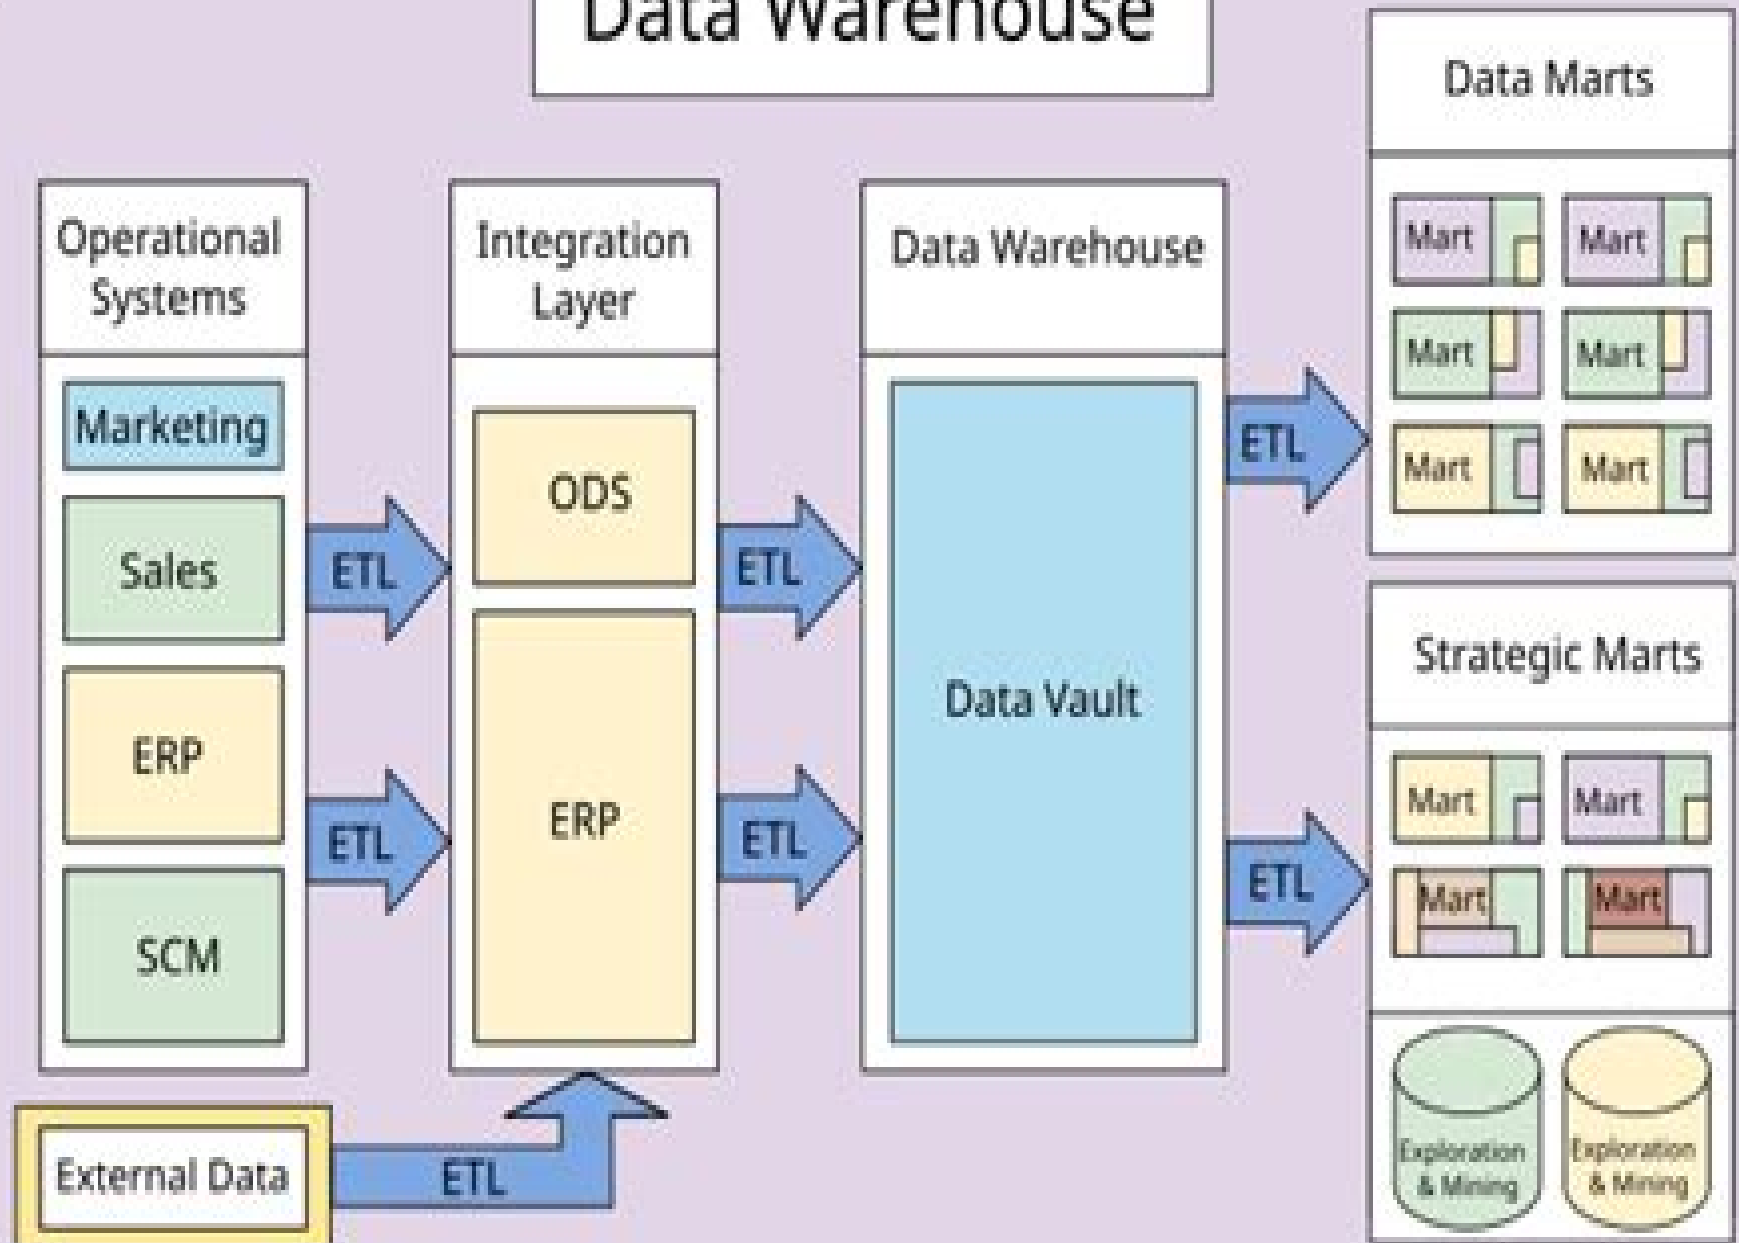 Data Warehouse
Operational
Systems
Marketing
Sales
ERP
SCM
External Data
ETL
ETL
ETL
Integration
Layer
ODS
ERP
ETL
ETL
Data Warehouse
Data Vault
ETL
ETL
Data Marts
Mart
Mart
Mart
Mart
Mart
Mart
Strategic Marts
Mart
Mart
Mart
Mart
Exploration
& Mining
Exploration
& Mining